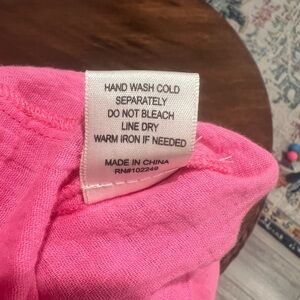 HAND WASH COLD
SEPARATELY
DO NOT BLEACH
LINE DRY
WARM IRON IF NEEDED
MADE IN CHINA
RN#102249